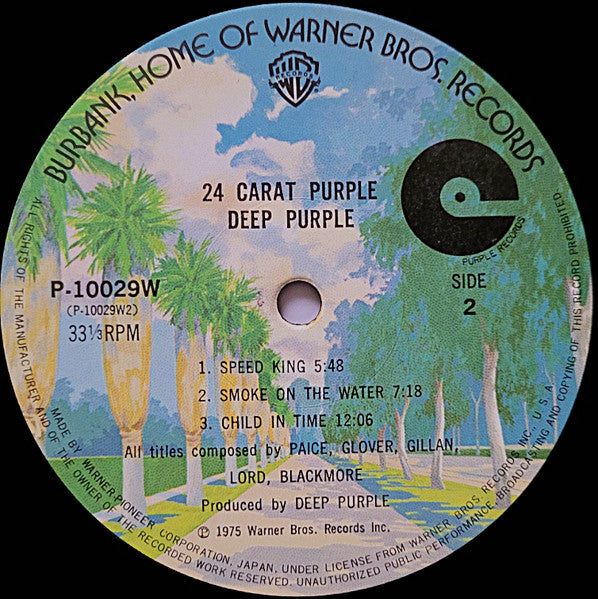 BURBANK, HOME OF WARNER BROS. RECORDS
WB
RECORDS
24 CARAT PURPLE
DEEP PURPLE
PURPLE RECORDS
P-10029W
(P-10029W2)
33⅓RPM
SIDE
2
1. SPEED KING 5:48
2. SMOKE ON THE WATER 7:18
3. CHILD IN TIME 12:06
All titles composed by PAICE, GLOVER, GILLAN,
LORD, BLACKMORE
Produced by DEEP PURPLE
℗ 1975 Warner Bros. Records Inc.
MADE BY WARNER-PIONEER CORPORATION, JAPAN, UNDER LICENSE FROM WARNER BROS RECORDS INC., U.S.A.
ALL RIGHTS OF THE MANUFACTURER AND OF THE OWNER OF THE RECORDED WORK RESERVED. UNAUTHORIZED PUBLIC PERFORMANCE, BROADCASTING AND COPYING OF THIS RECORD PROHIBITED.